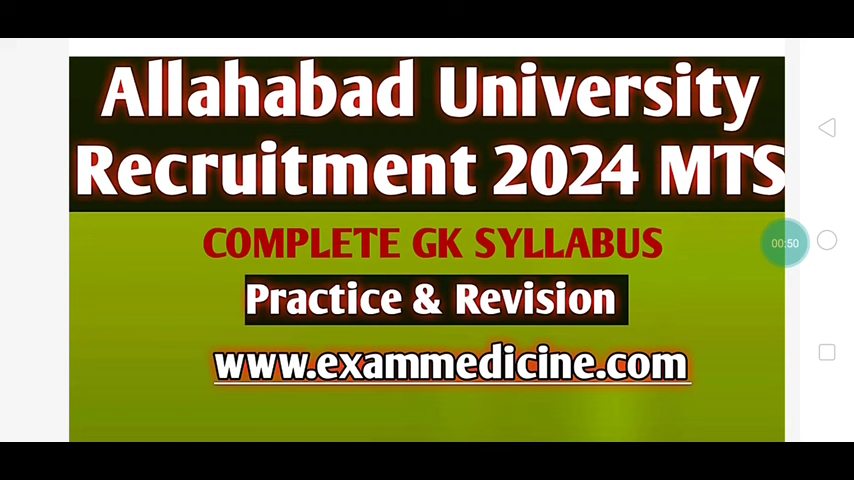 Allahabad University
Recruitment 2024 MTS
COMPLETE GK SYLLABUS
00:50
Practice & Revision
www.exammedicine.com